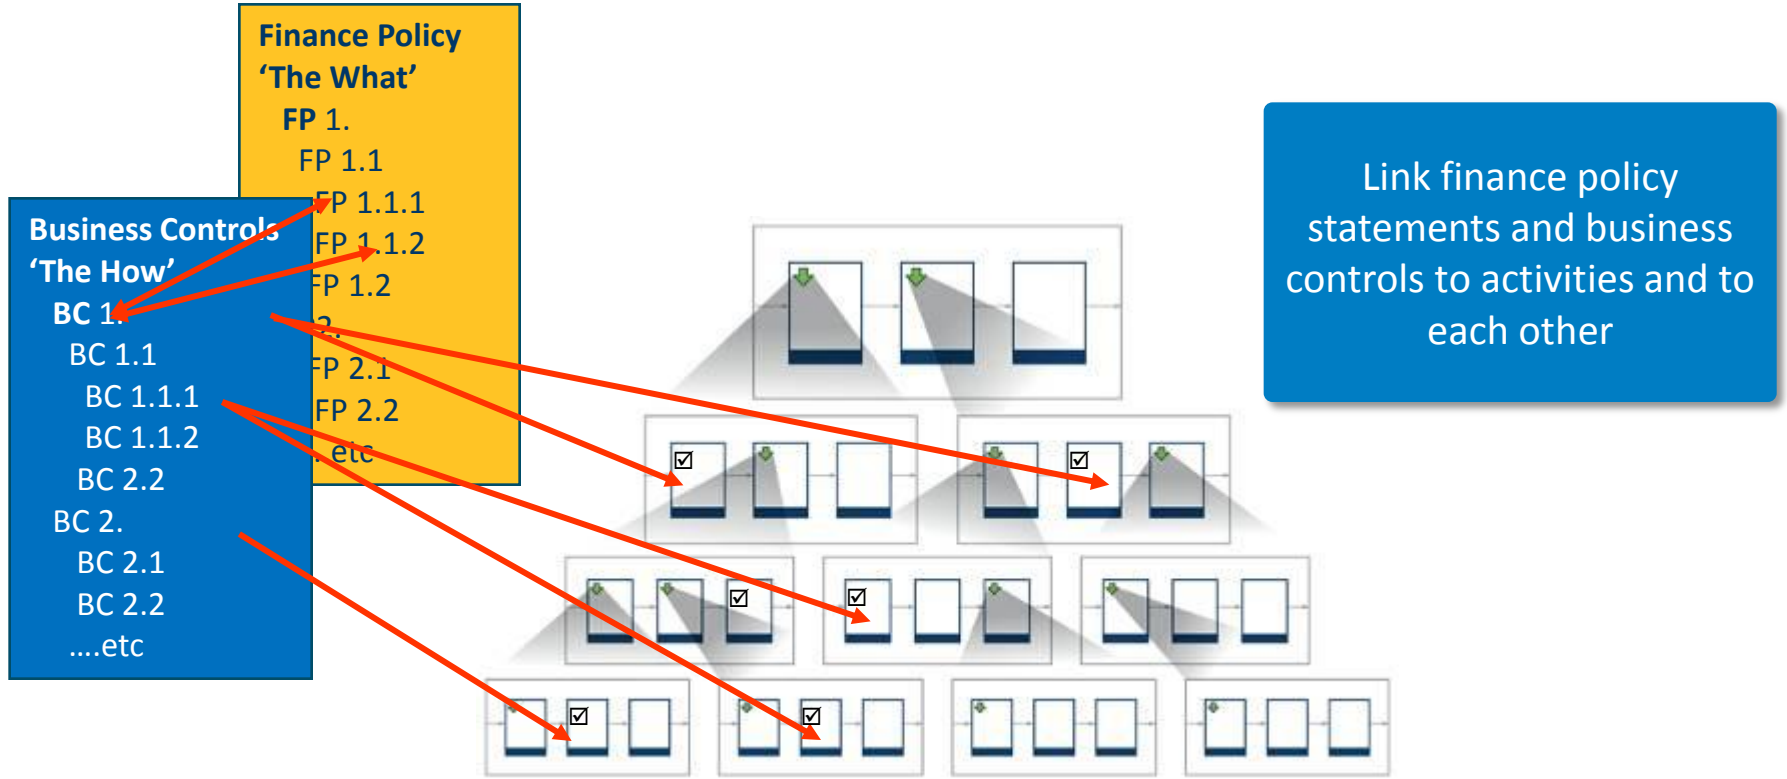 Finance Policy
‘The What’
FP 1.
FP 1.1
FP 1.1.1
FP 1.1.2
FP 1.2
2.
FP 2.1
FP 2.2
. etc
Business Controls
‘The How’
BC 1.
BC 1.1
BC 1.1.1
BC 1.1.2
BC 2.2
BC 2.
BC 2.1
BC 2.2
....etc
Link finance policy
statements and business
controls to activities and to
each other